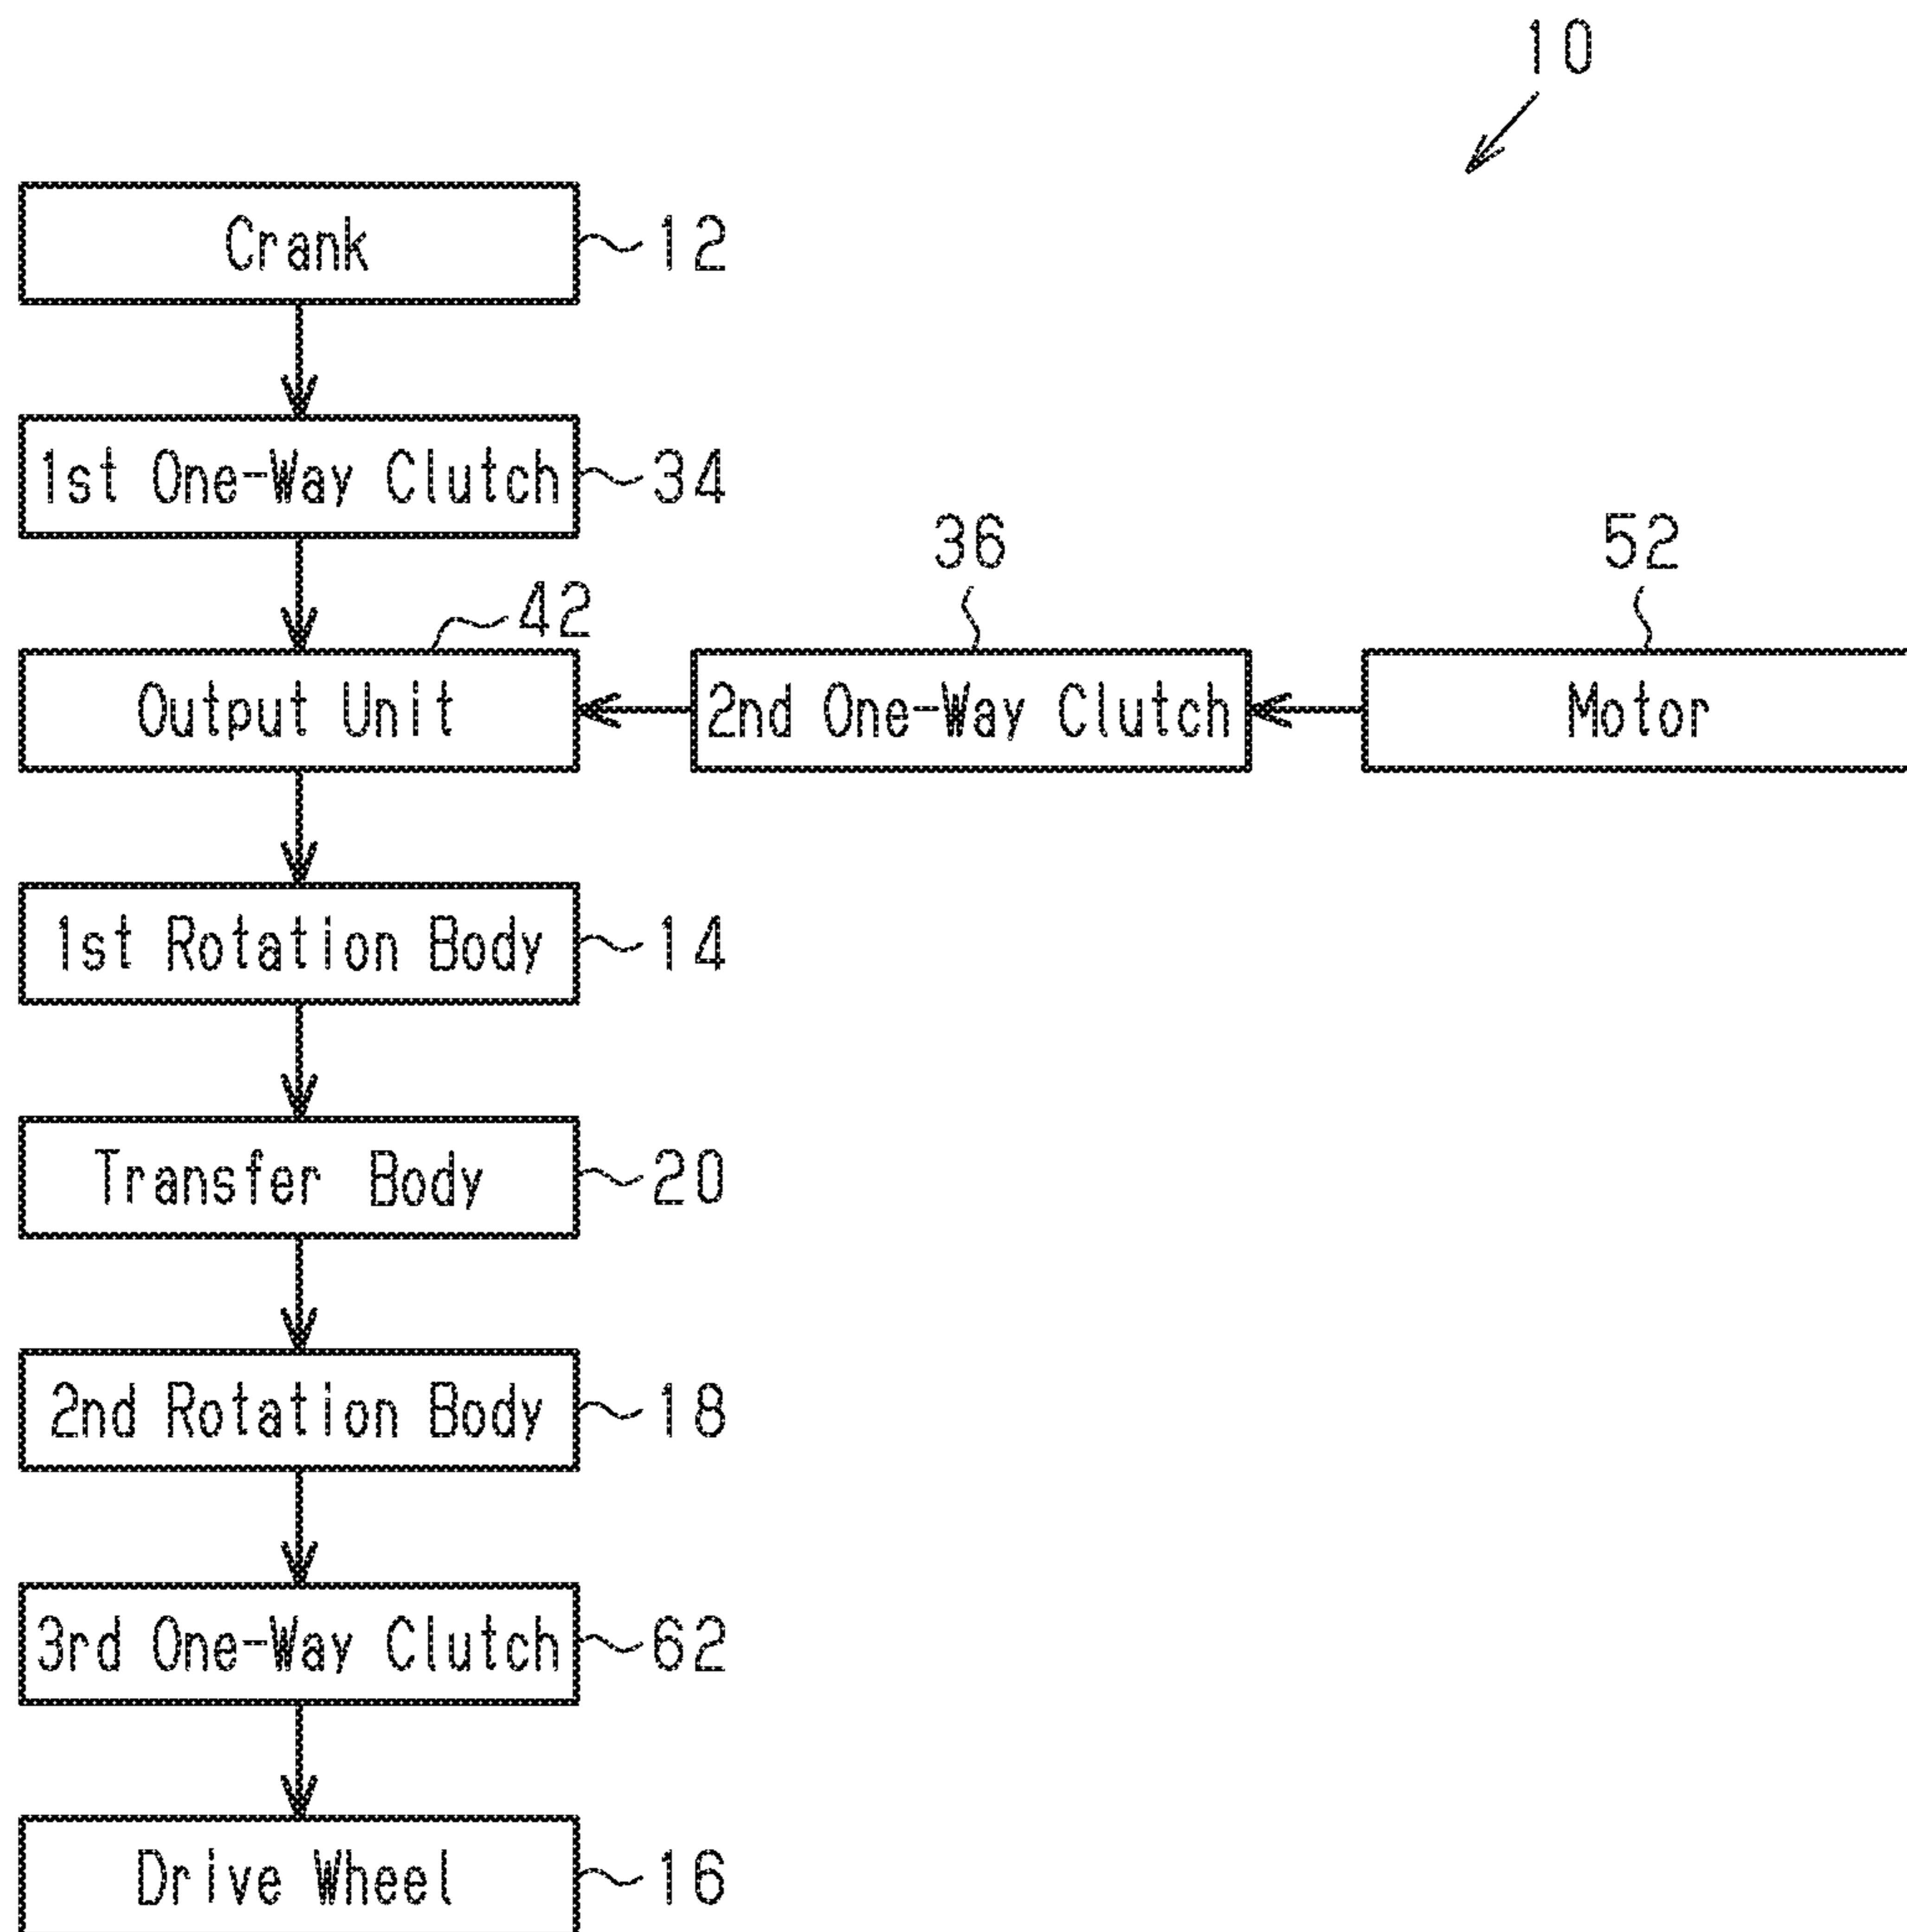 10
Crank 12
1st One-Way Clutch 34
36 52
42
Output Unit 2nd One-Way Clutch Motor
1st Rotation Body 14
Transfer Body 20
2nd Rotation Body 18
3rd One-Way Clutch 62
Drive Wheel 16